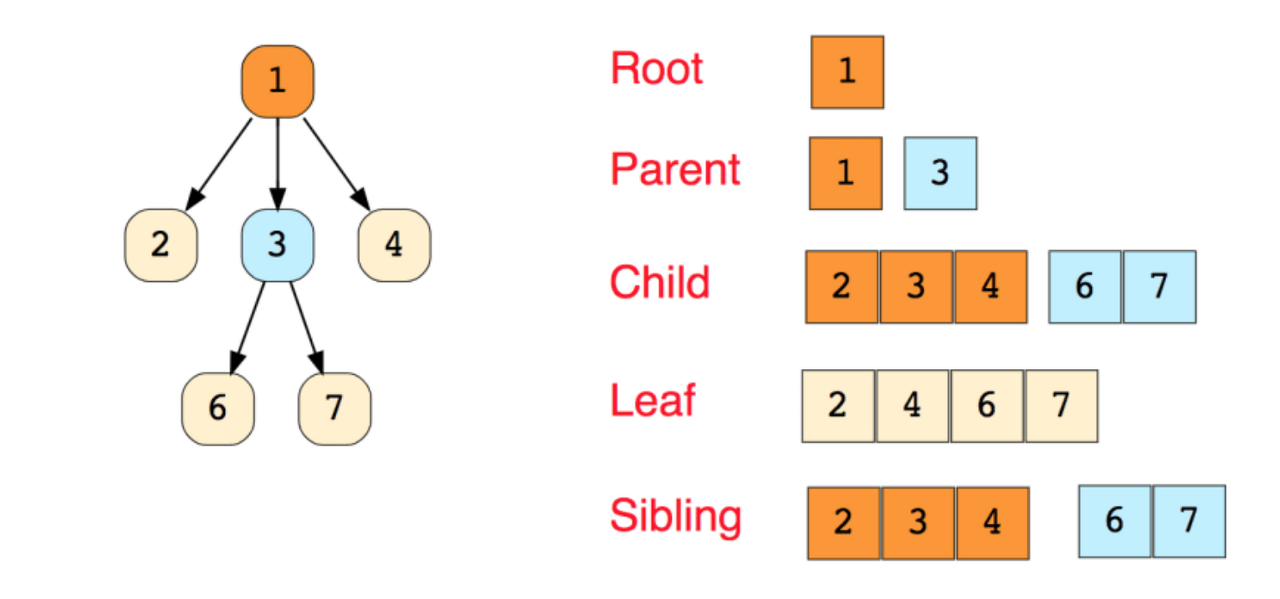 1
2 3 4
6 7
Root 1
Parent 1 3
Child 2 3 4 6 7
Leaf 2 4 6 7
Sibling 2 3 4 6 7